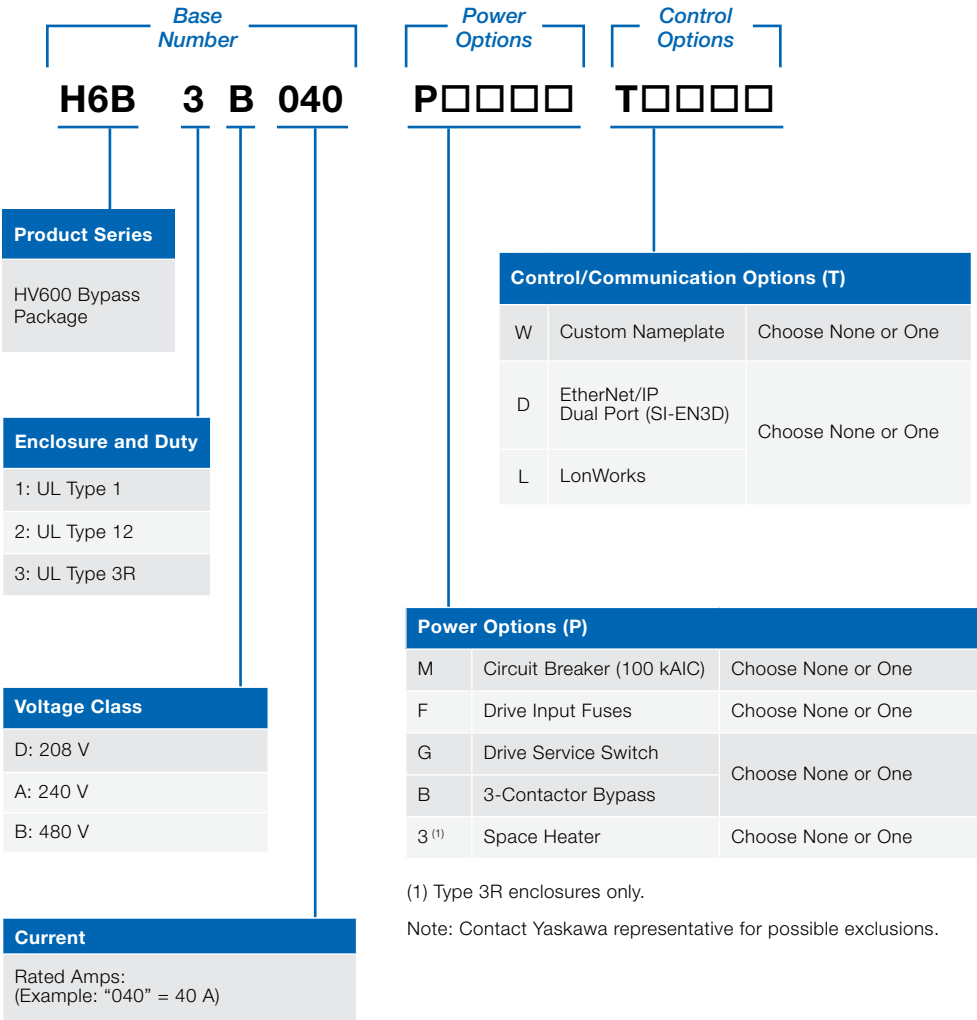 Base
Number
Power
Options
Control
Options
H6B 3 B 040 P□□□□ T□□□□
Product Series
HV600 Bypass
Package
Enclosure and Duty
1: UL Type 1
2: UL Type 12
3: UL Type 3R
Voltage Class
D: 208 V
A: 240 V
B: 480 V
Current
Rated Amps:
(Example: “040” = 40 A)
Control/Communication Options (T)
W Custom Nameplate Choose None or One
D EtherNet/IP
Dual Port (SI-EN3D)
Choose None or One
L LonWorks
Power Options (P)
M Circuit Breaker (100 kAIC) Choose None or One
F Drive Input Fuses Choose None or One
G Drive Service Switch
Choose None or One
B 3-Contactor Bypass
3 (1) Space Heater Choose None or One
(1) Type 3R enclosures only.
Note: Contact Yaskawa representative for possible exclusions.